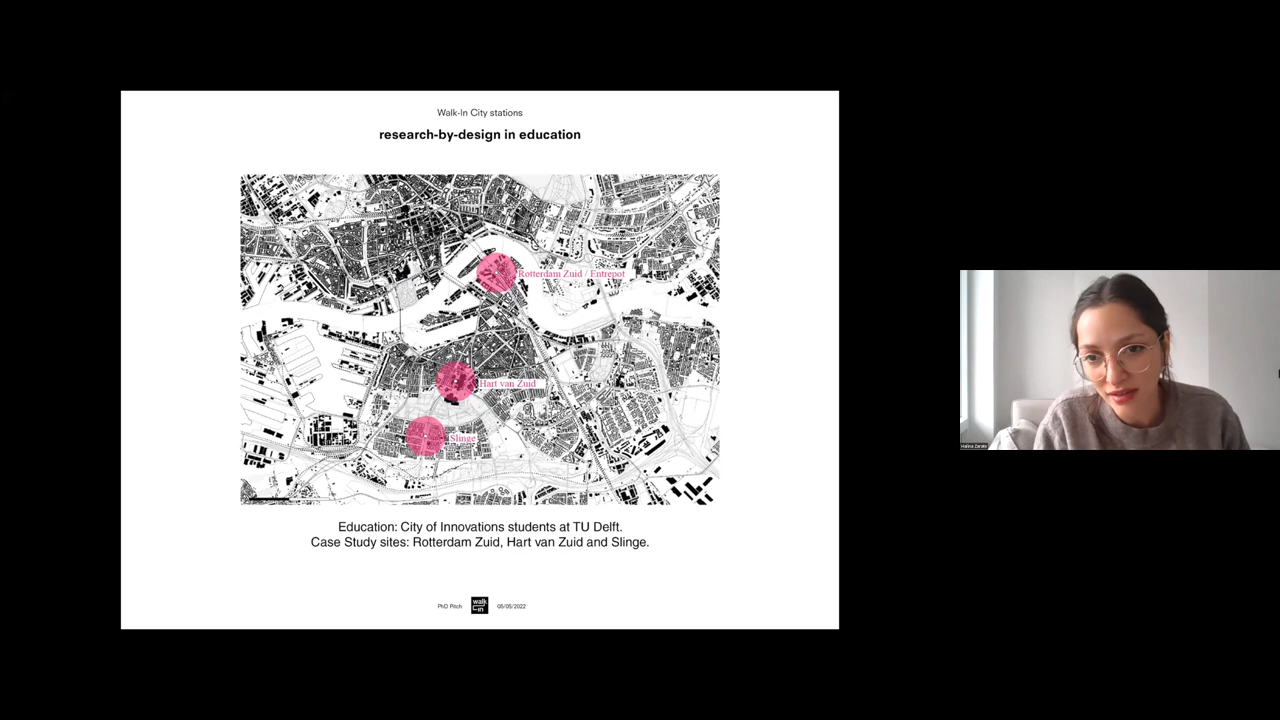 Walk-In City stations
research-by-design in education
Rotterdam Zuid / Entrepot
Hart van Zuid
Slinge
Education: City of Innovations students at TU Delft.
Case Study sites: Rotterdam Zuid, Hart van Zuid and Slinge.
PhD Pitch
walk
in
05/05/2022
Halina Zarate